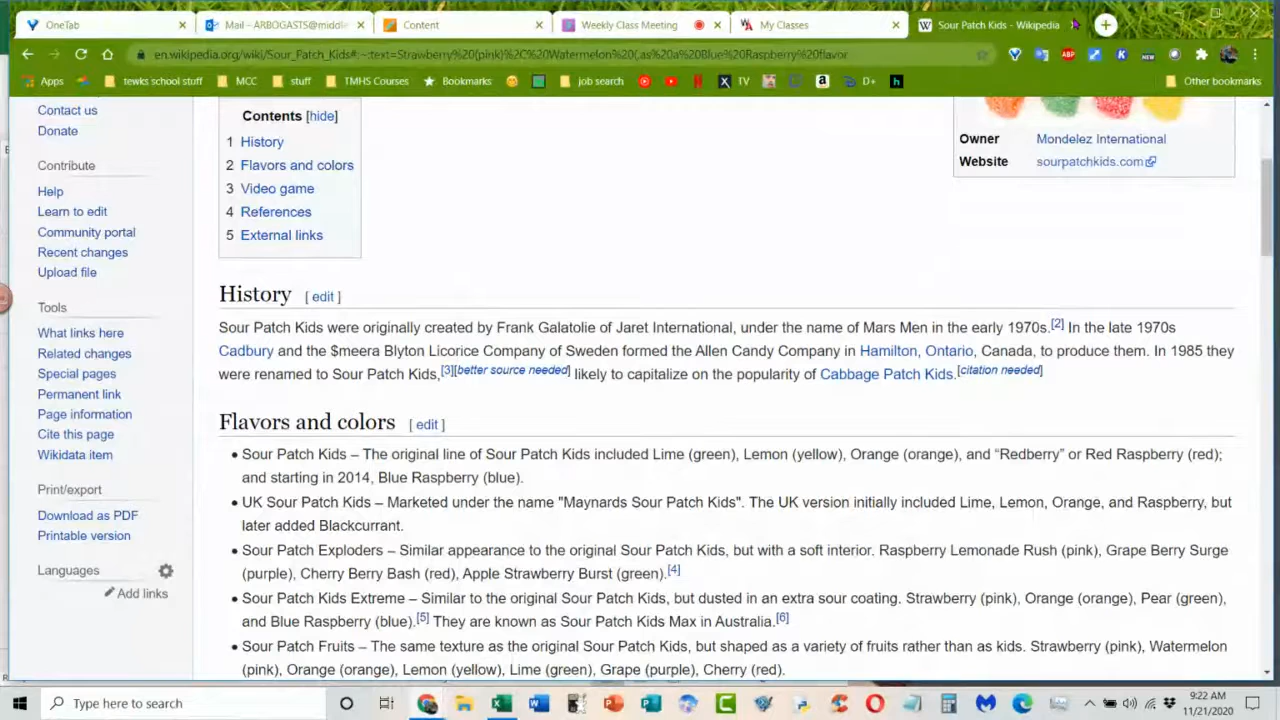 OneTab
Mail - ARBOGASTS@middle
Content
Weekly Class Meeting
My Classes
Sour Patch Kids - Wikipedia
en.wikipedia.org/wiki/Sour_Patch_Kids#:~:text=Strawberry%20(pink)%2C%20Watermelon%20(,as%20a%20Blue%20Raspberry%20flavor
Apps
tewks school stuff
MCC
stuff
TMHS Courses
Bookmarks
job search
TV
D+
Other bookmarks
Contact us
Donate
Contribute
Help
Learn to edit
Community portal
Recent changes
Upload file
Tools
What links here
Related changes
Special pages
Permanent link
Page information
Cite this page
Wikidata item
Print/export
Download as PDF
Printable version
Languages
Add links
Contents [hide]
1 History
2 Flavors and colors
3 Video game
4 References
5 External links
Owner Mondelez International
Website sourpatchkids.com
History [ edit ]
Sour Patch Kids were originally created by Frank Galatolie of Jaret International, under the name of Mars Men in the early 1970s.[2] In the late 1970s
Cadbury and the $meera Blyton Licorice Company of Sweden formed the Allen Candy Company in Hamilton, Ontario, Canada, to produce them. In 1985 they
were renamed to Sour Patch Kids,[3][better source needed] likely to capitalize on the popularity of Cabbage Patch Kids.[citation needed]
Flavors and colors [ edit ]
• Sour Patch Kids – The original line of Sour Patch Kids included Lime (green), Lemon (yellow), Orange (orange), and “Redberry” or Red Raspberry (red);
and starting in 2014, Blue Raspberry (blue).
• UK Sour Patch Kids – Marketed under the name "Maynards Sour Patch Kids". The UK version initially included Lime, Lemon, Orange, and Raspberry, but
later added Blackcurrant.
• Sour Patch Exploders – Similar appearance to the original Sour Patch Kids, but with a soft interior. Raspberry Lemonade Rush (pink), Grape Berry Surge
(purple), Cherry Berry Bash (red), Apple Strawberry Burst (green).[4]
• Sour Patch Kids Extreme – Similar to the original Sour Patch Kids, but dusted in an extra sour coating. Strawberry (pink), Orange (orange), Pear (green),
and Blue Raspberry (blue).[5] They are known as Sour Patch Kids Max in Australia.[6]
• Sour Patch Fruits – The same texture as the original Sour Patch Kids, but shaped as a variety of fruits rather than as kids. Strawberry (pink), Watermelon
(pink), Orange (orange), Lemon (yellow), Lime (green), Grape (purple), Cherry (red).
Type here to search
9:22 AM
11/21/2020